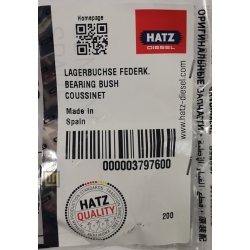 Homepage
HATZ
DIESEL
LAGERBUCHSE FEDERK.
BEARING BUSH
COUSSINET
Made in
Spain
000003797600
HATZ
QUALITY
200
www.hatz-diesel.com
ОРИГИНАЛЬНЫЕ ЗАПЧАСТИ